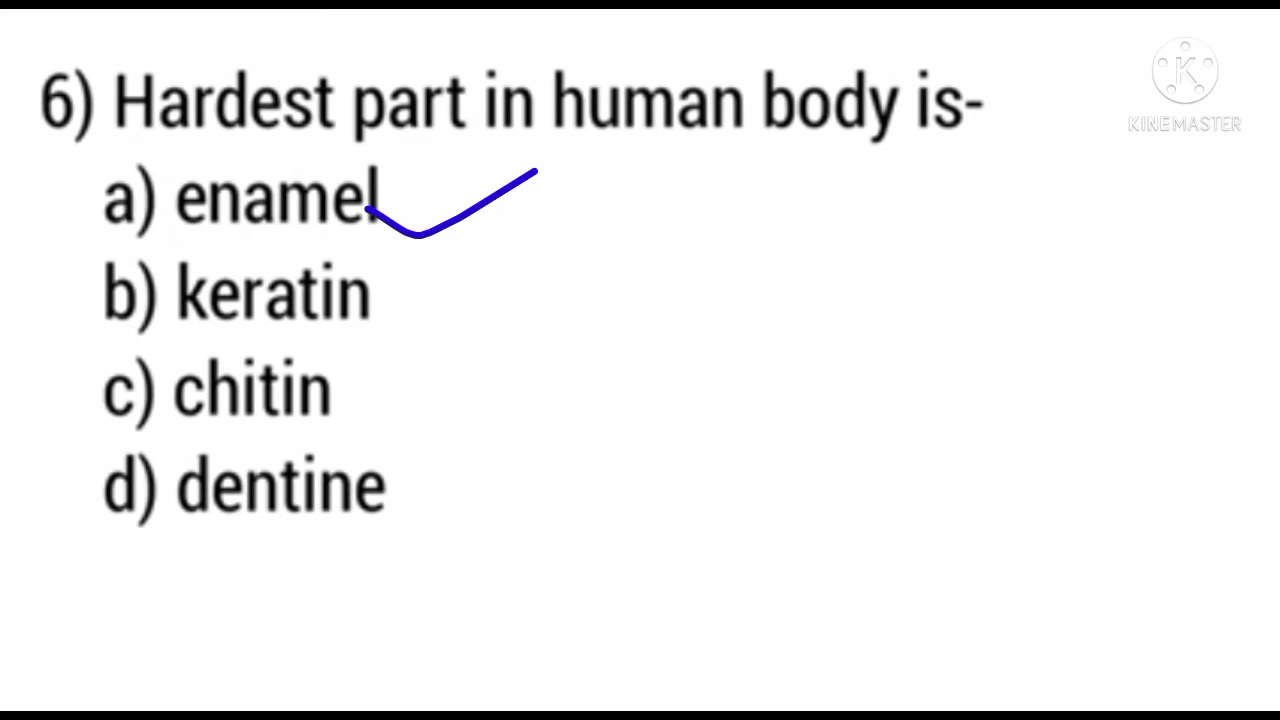 6) Hardest part in human body is-
K
KINEMASTER
a) enamel
b) keratin
c) chitin
d) dentine